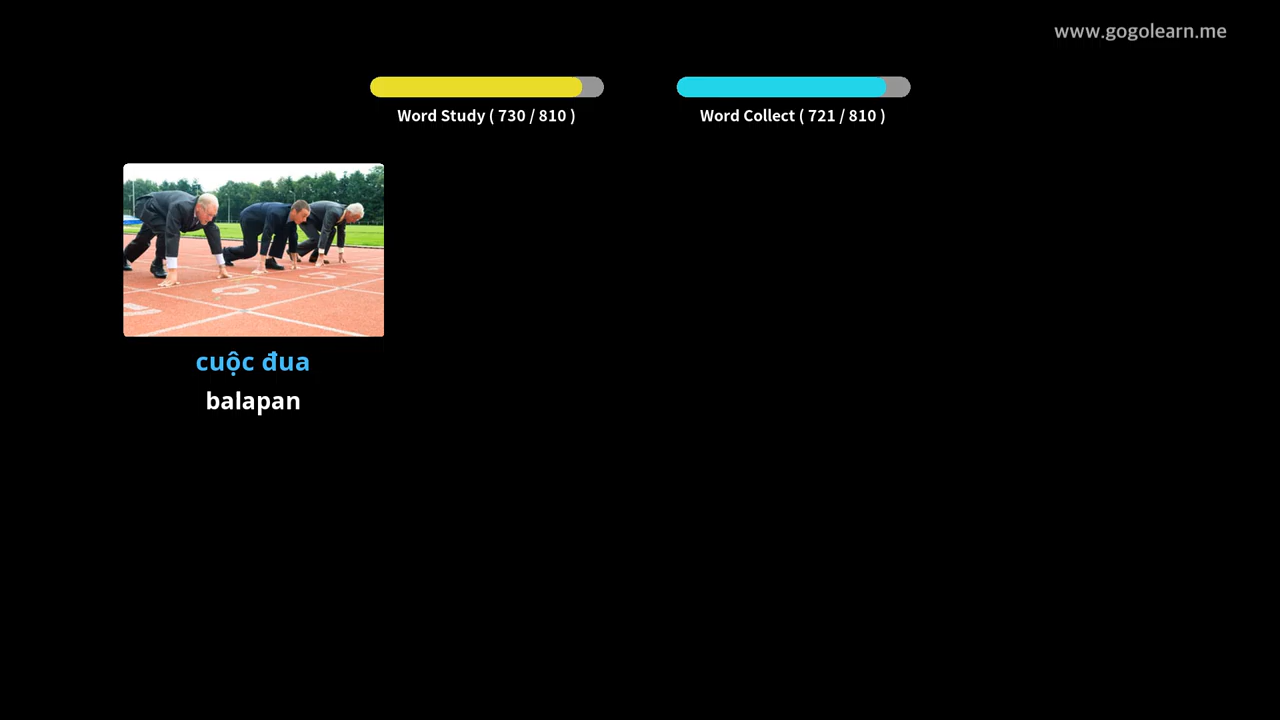 www.gogolearn.me
Word Study ( 730 / 810 )
Word Collect ( 721 / 810 )
cuộc đua
balapan